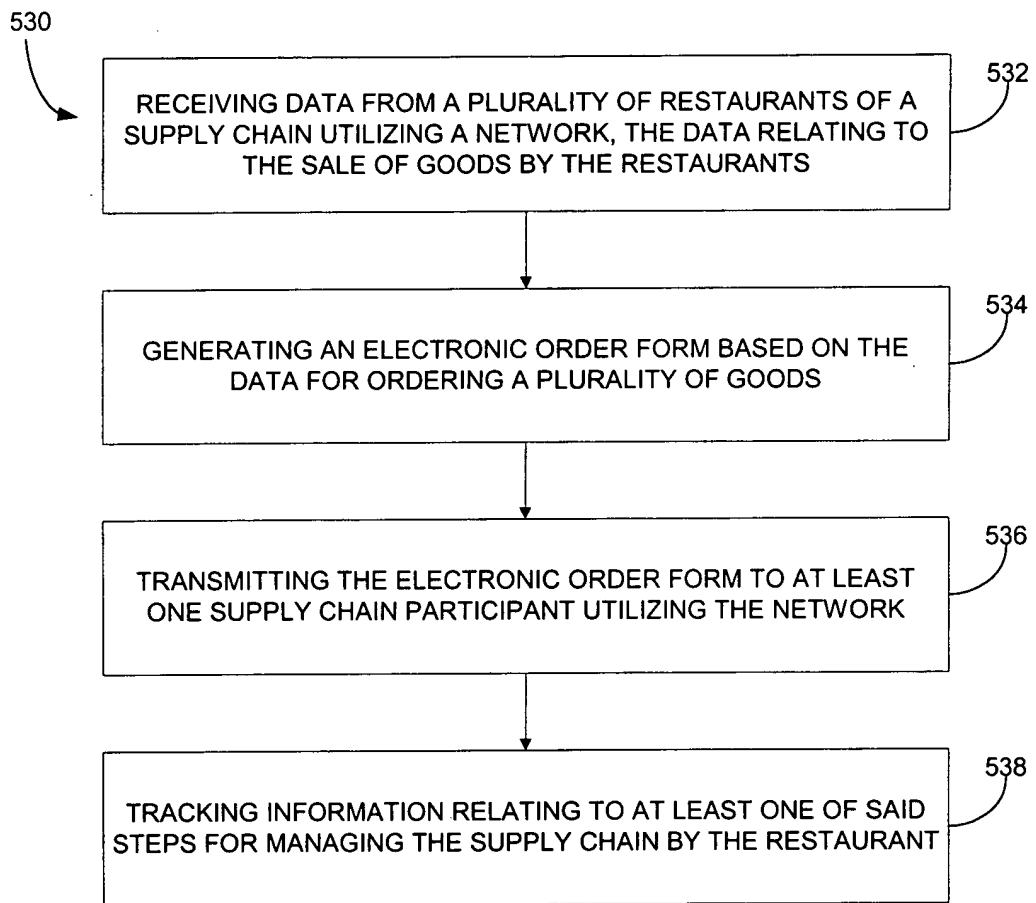 530
532
RECEIVING DATA FROM A PLURALITY OF RESTAURANTS OF A
SUPPLY CHAIN UTILIZING A NETWORK, THE DATA RELATING TO
THE SALE OF GOODS BY THE RESTAURANTS
534
GENERATING AN ELECTRONIC ORDER FORM BASED ON THE
DATA FOR ORDERING A PLURALITY OF GOODS
536
TRANSMITTING THE ELECTRONIC ORDER FORM TO AT LEAST
ONE SUPPLY CHAIN PARTICIPANT UTILIZING THE NETWORK
538
TRACKING INFORMATION RELATING TO AT LEAST ONE OF SAID
STEPS FOR MANAGING THE SUPPLY CHAIN BY THE RESTAURANT